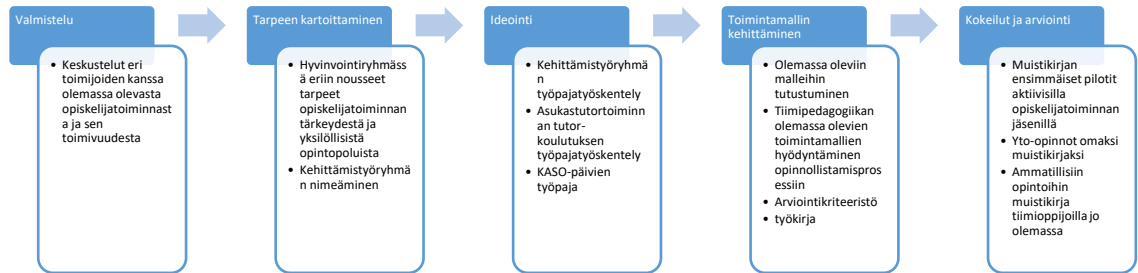 Valmistelu
• Keskustelut eri
toimijoiden kanssa
olemassa olevasta
opiskelijatoiminnast
a ja sen
toimivuudesta
Tarpeen kartoittaminen
• Hyvinvointiryhmäss
ä eriin nousseet
tarpeet
opiskelijatoiminnan
tärkeydestä ja
yksilöllisistä
opintopoluista
• Kehittämistyöryhmä
n nimeäminen
Ideointi
• Kehittämistyöryhmä
n
työpajatyöskentely
• Asukastutortoiminn
an tutor-
koulutuksen
työpajatyöskentely
• KASO-päivien
työpaja
Toimintamallin
kehittäminen
• Olemassa oleviin
malleihin
tutustuminen
• Tiimipedagogiikan
olemassa olevien
toimintamallien
hyödyntäminen
opinnollistamispros
essiin
• Arviointikriteeristö
• työkirja
Kokeilut ja arviointi
• Muistikirjan
ensimmäiset pilotit
aktiivisilla
opiskelijatoiminnan
jäsenillä
• Yto-opinnot omaksi
muistikirjaksi
• Ammatillisiin
opintoihin
muistikirja
tiimioppijoilla jo
olemassa